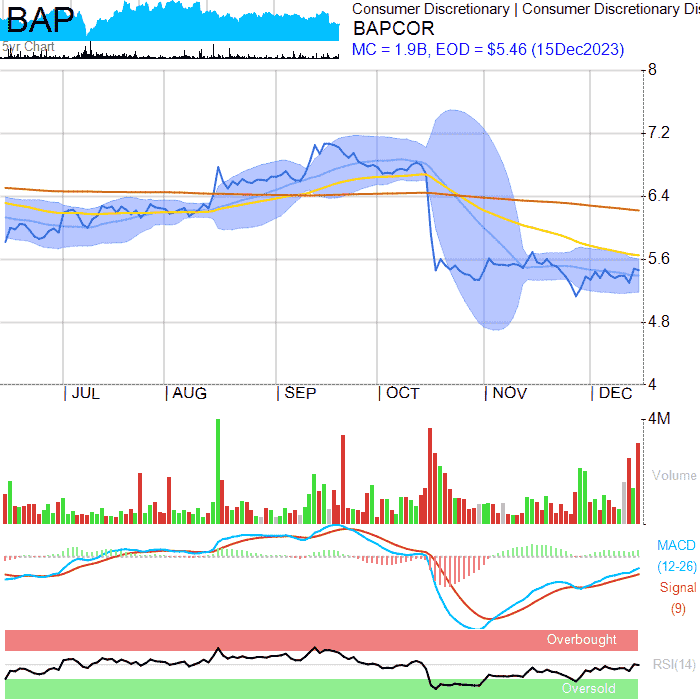 BAP
5yr Chart
Consumer Discretionary | Consumer Discretionary Dis
BAPCOR
MC = 1.9B, EOD = $5.46 (15Dec2023)
8
7.2
6.4
5.6
4.8
4
| JUL | AUG | SEP | OCT | NOV | DEC
4M
Volume
MACD
(12-26)
Signal
(9)
Overbought
RSI(14)
Oversold